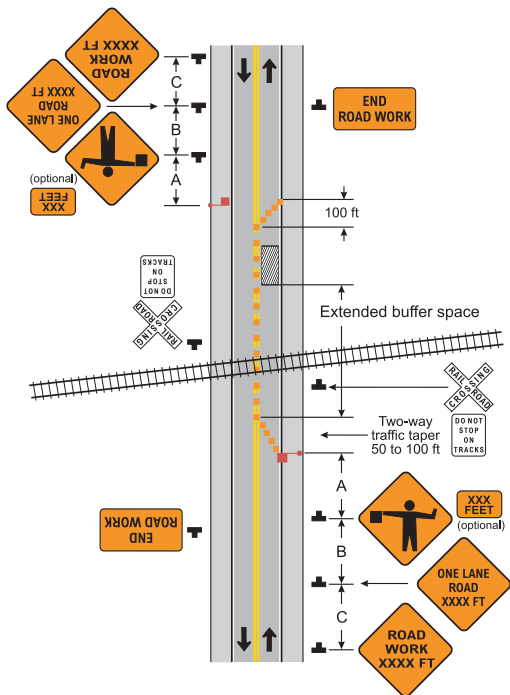 ROAD
WORK
XXXX FT
C
ONE LANE
ROAD
XXXX FT
B
END
ROAD WORK
(optional)
A
XXX
FEET
100 ft
DO NOT
STOP
ON
TRACKS
Extended buffer space
RAILROAD
CROSSING
RAILROAD
CROSSING
Two-way
traffic taper
50 to 100 ft
DO NOT
STOP
ON
TRACKS
A
XXX
FEET
(optional)
END
ROAD WORK
B
ONE LANE
ROAD
XXXX FT
C
ROAD
WORK
XXXX FT